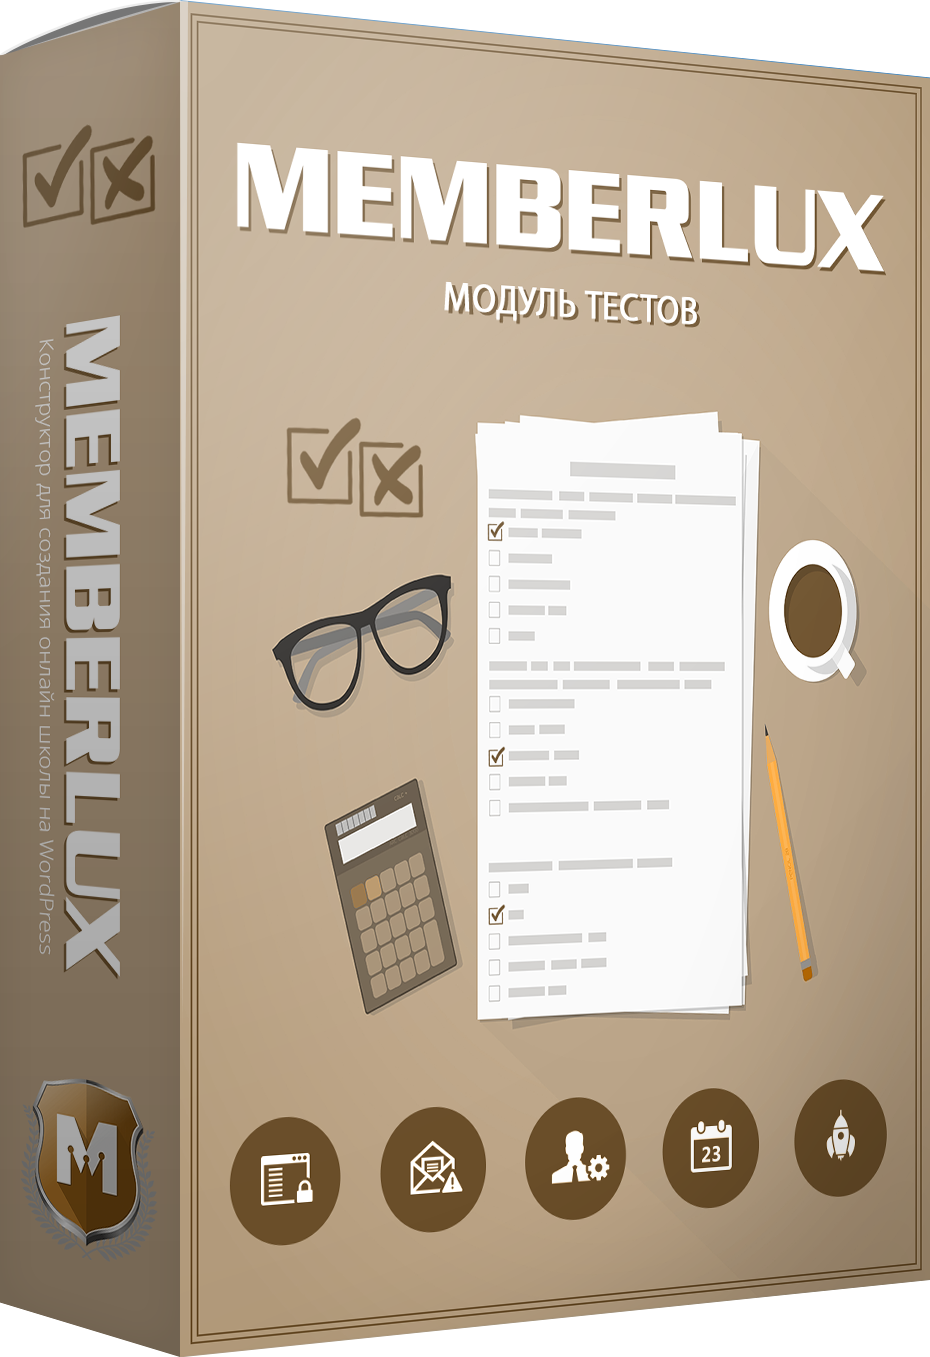 MEMBERLUX
МОДУЛЬ ТЕСТОВ
23
MEMBERLUX
Конструктор для создания онлайн школы на WordPress
M